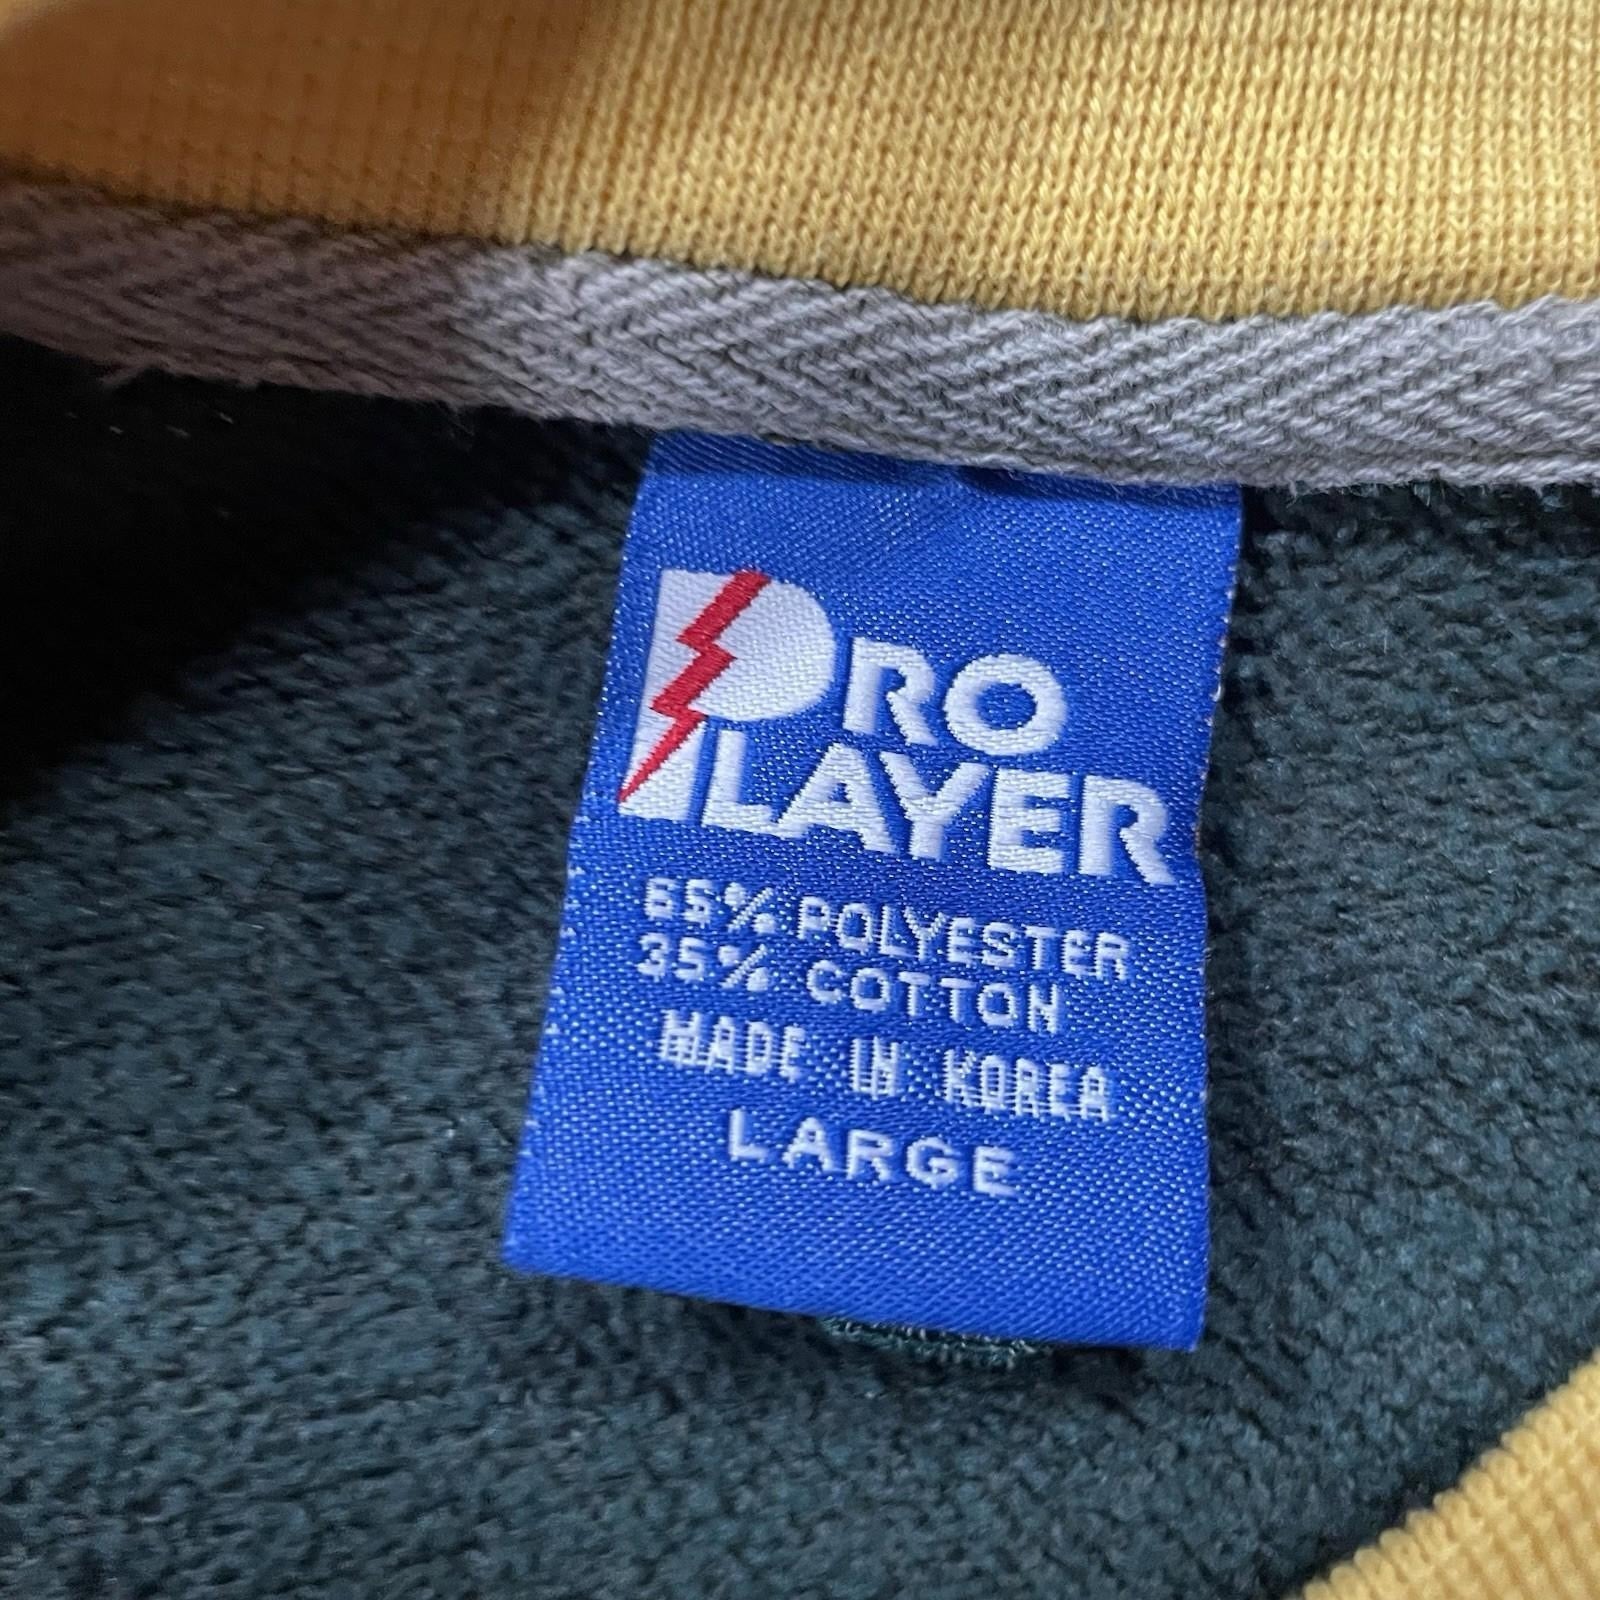 PRO
PLAYER
65% POLYESTER
35% COTTON
MADE IN KOREA
LARGE